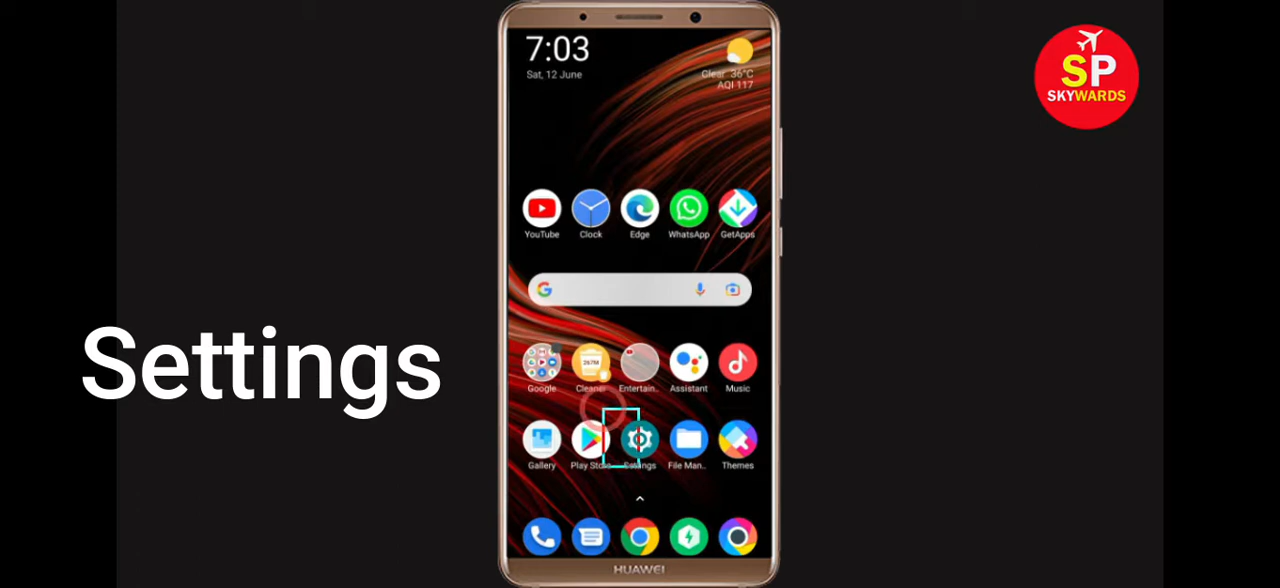 7:03
Sat, 12 June
Clear 36°C
AQI 117
SP
SKYWARDS
YouTube
Clock
Edge
WhatsApp
GetApps
Settings
Google
Cleaner
267M
Entertain..
Assistant
Music
Gallery
Play Store
Settings
File Man..
Themes
HUAWEI